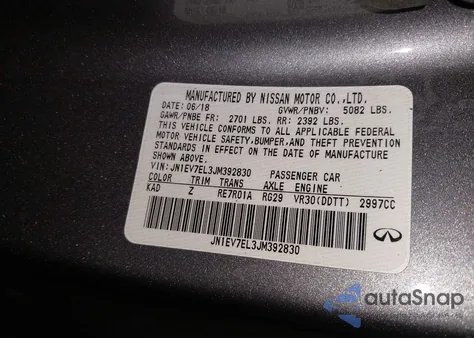 MANUFACTURED BY NISSAN MOTOR CO.,LTD.
DATE: 06/18 GVWR/PNBV: 5082 LBS.
GAWR/PNBE FR: 2701 LBS. RR: 2392 LBS.
THIS VEHICLE CONFORMS TO ALL APPLICABLE FEDERAL
MOTOR VEHICLE SAFETY,BUMPER,AND THEFT PREVENTION
STANDARDS IN EFFECT ON THE DATE OF MANUFACTURE
SHOWN ABOVE.
VIN: JN1EV7EL3JM392830 PASSENGER CAR
COLOR TRIM TRANS AXLE ENGINE
KAD Z RE7R01A RG29 VR30(DDTT) 2997CC
JN1EV7EL3JM392830
autoSnap